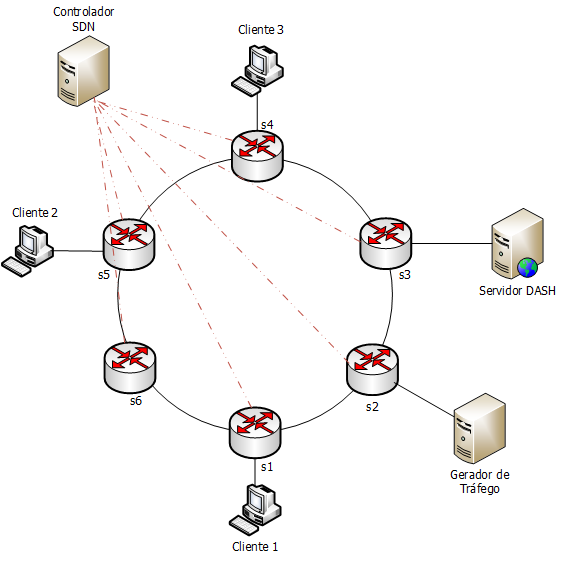 Controlador
SDN
Cliente 3
s4
Cliente 2
s5
s3
Servidor DASH
s6
s2
s1
Gerador de
Tráfego
Cliente 1